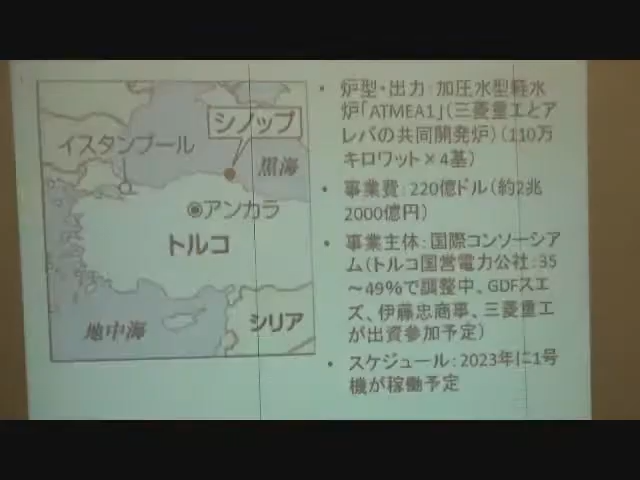 シノップ
イスタンブール
黒海
アンカラ
トルコ
地中海
シリア
・ 炉型・出力:加圧水型軽水
炉「ATMEA1」(三菱重工とア
レバの共同開発炉)(110万
キロワット×4基)
・ 事業費:220億ドル(約2兆
2000億円)
・ 事業主体:国際コンソーシア
ム(トルコ国営電力公社:35
~49%で調整中、GDFスエ
ズ、伊藤忠商事、三菱重工
が出資参加予定)
・ スケジュール:2023年に1号
機が稼働予定